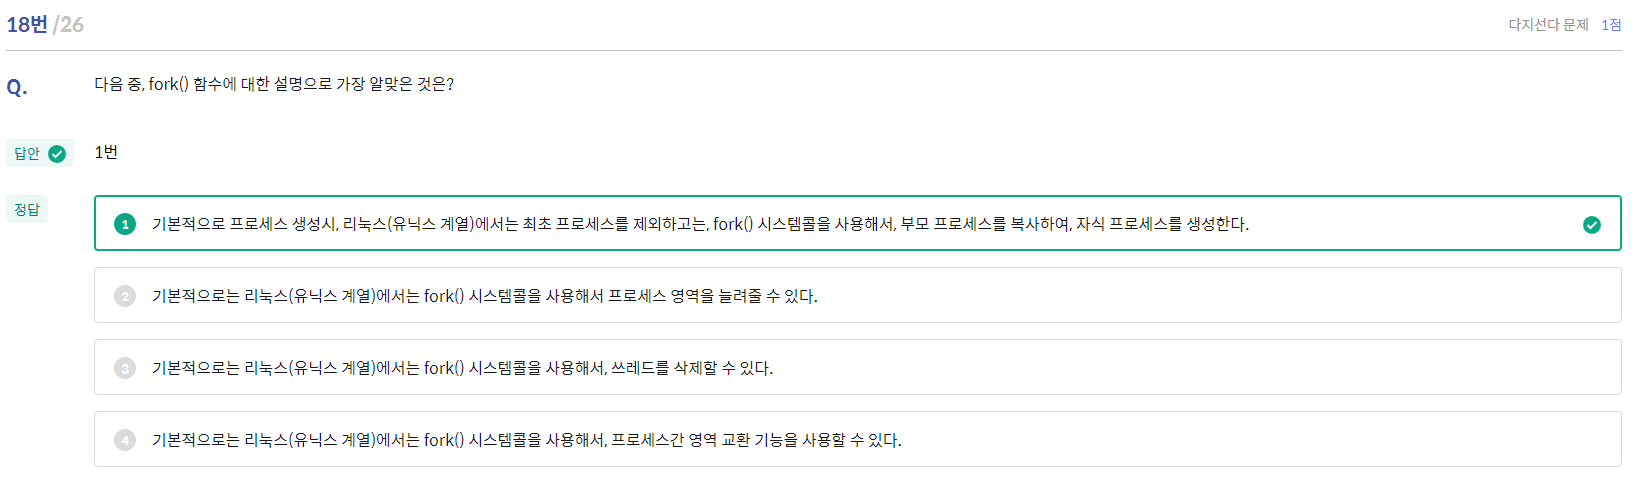 18번 /26
다지선다 문제 1점
Q. 다음 중, fork() 함수에 대한 설명으로 가장 알맞은 것은?
답안 1번
정답
1 기본적으로 프로세스 생성시, 리눅스(유닉스 계열)에서는 최초 프로세스를 제외하고는, fork() 시스템콜을 사용해서, 부모 프로세스를 복사하여, 자식 프로세스를 생성한다.
2 기본적으로는 리눅스(유닉스 계열)에서는 fork() 시스템콜을 사용해서 프로세스 영역을 늘려줄 수 있다.
3 기본적으로는 리눅스(유닉스 계열)에서는 fork() 시스템콜을 사용해서, 쓰레드를 삭제할 수 있다.
4 기본적으로는 리눅스(유닉스 계열)에서는 fork() 시스템콜을 사용해서, 프로세스간 영역 교환 기능을 사용할 수 있다.